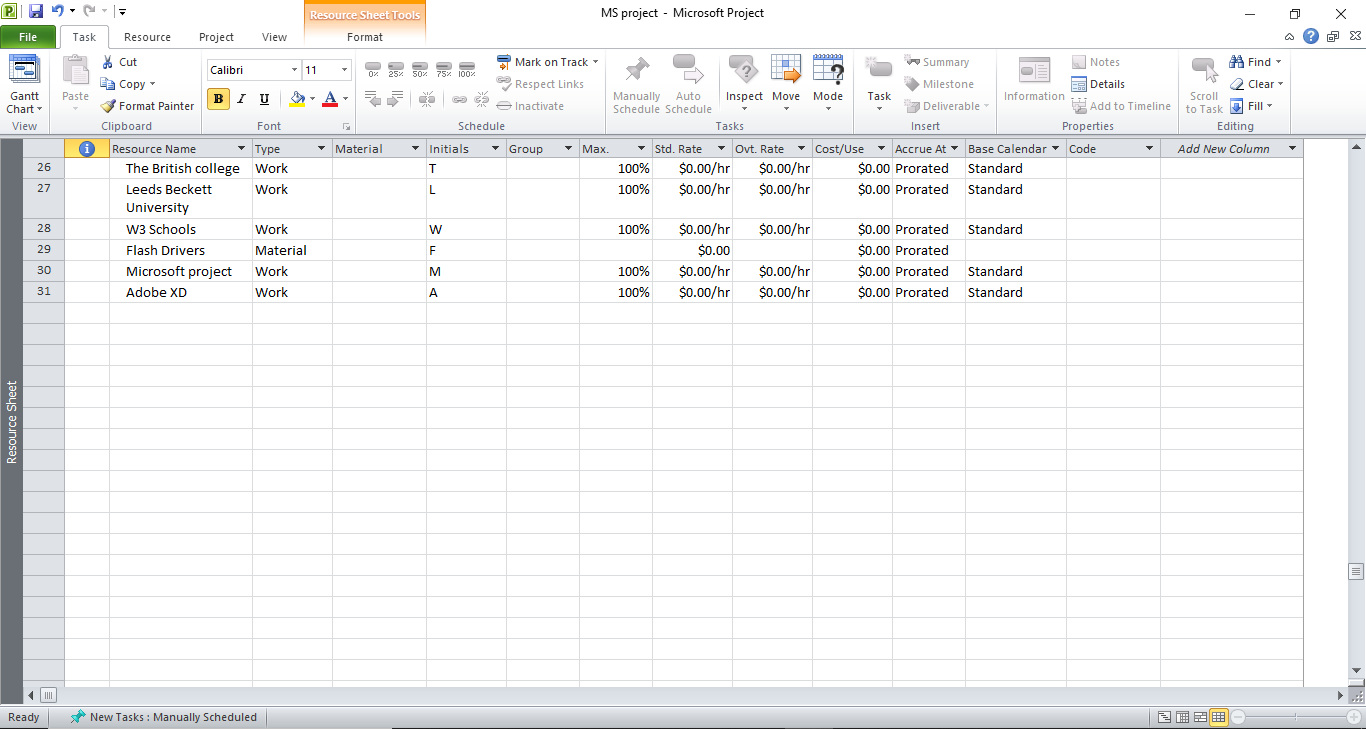 MS project - Microsoft Project
Resource Sheet Tools
File Task Resource Project View Format
Gantt Chart
View
Paste
Cut
Copy
Format Painter
Clipboard
Calibri 11
B I U A
Font
0% 25% 50% 75% 100%
Mark on Track
Respect Links
Inactivate
Schedule
Manually Schedule
Auto Schedule
Inspect Move Mode
Tasks
Task
Summary
Milestone
Deliverable
Insert
Information
Notes
Details
Add to Timeline
Properties
Scroll to Task
Find
Clear
Fill
Editing
Resource Name Type Material Initials Group Max. Std. Rate Ovt. Rate Cost/Use Accrue At Base Calendar Code Add New Column
26 The British college Work T 100% $0.00/hr $0.00/hr $0.00 Prorated Standard
27 Leeds Beckett Work L 100% $0.00/hr $0.00/hr $0.00 Prorated Standard
University
28 W3 Schools Work W 100% $0.00/hr $0.00/hr $0.00 Prorated Standard
29 Flash Drivers Material F $0.00 $0.00 Prorated
30 Microsoft project Work M 100% $0.00/hr $0.00/hr $0.00 Prorated Standard
31 Adobe XD Work A 100% $0.00/hr $0.00/hr $0.00 Prorated Standard
Resource Sheet
Ready New Tasks : Manually Scheduled